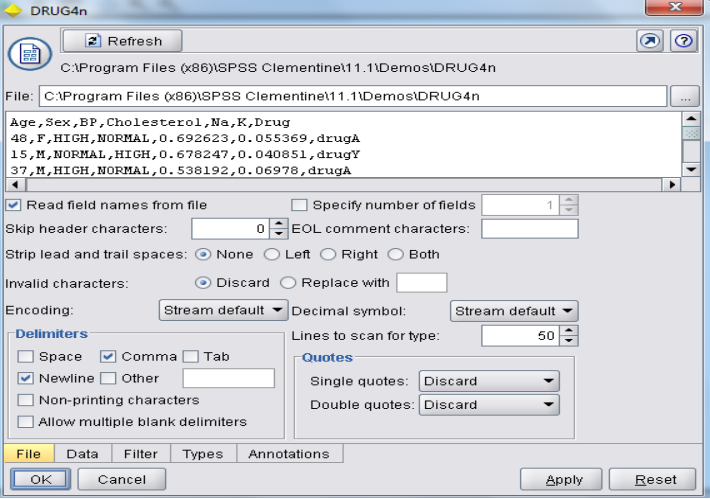 DRUG4n
Refresh
C:\Program Files (x86)\SPSS Clementine\11.1\Demos\DRUG4n
File: C:\Program Files (x86)\SPSS Clementine\11.1\Demos\DRUG4n ...
Age,Sex,BP,Cholesterol,Na,K,Drug
48,F,HIGH,NORMAL,0.692623,0.055369,drugA
15,M,NORMAL,HIGH,0.678247,0.040851,drugY
37,M,HIGH,NORMAL,0.538192,0.06978,drugA
Read field names from file Specify number of fields 1
Skip header characters: 0 EOL comment characters:
Strip lead and trail spaces: None Left Right Both
Invalid characters: Discard Replace with
Encoding: Stream default Decimal symbol: Stream default
Delimiters Lines to scan for type: 50
Space Comma Tab Quotes
Newline Other Single quotes: Discard
Non-printing characters Double quotes: Discard
Allow multiple blank delimiters
File Data Filter Types Annotations
OK Cancel Apply Reset